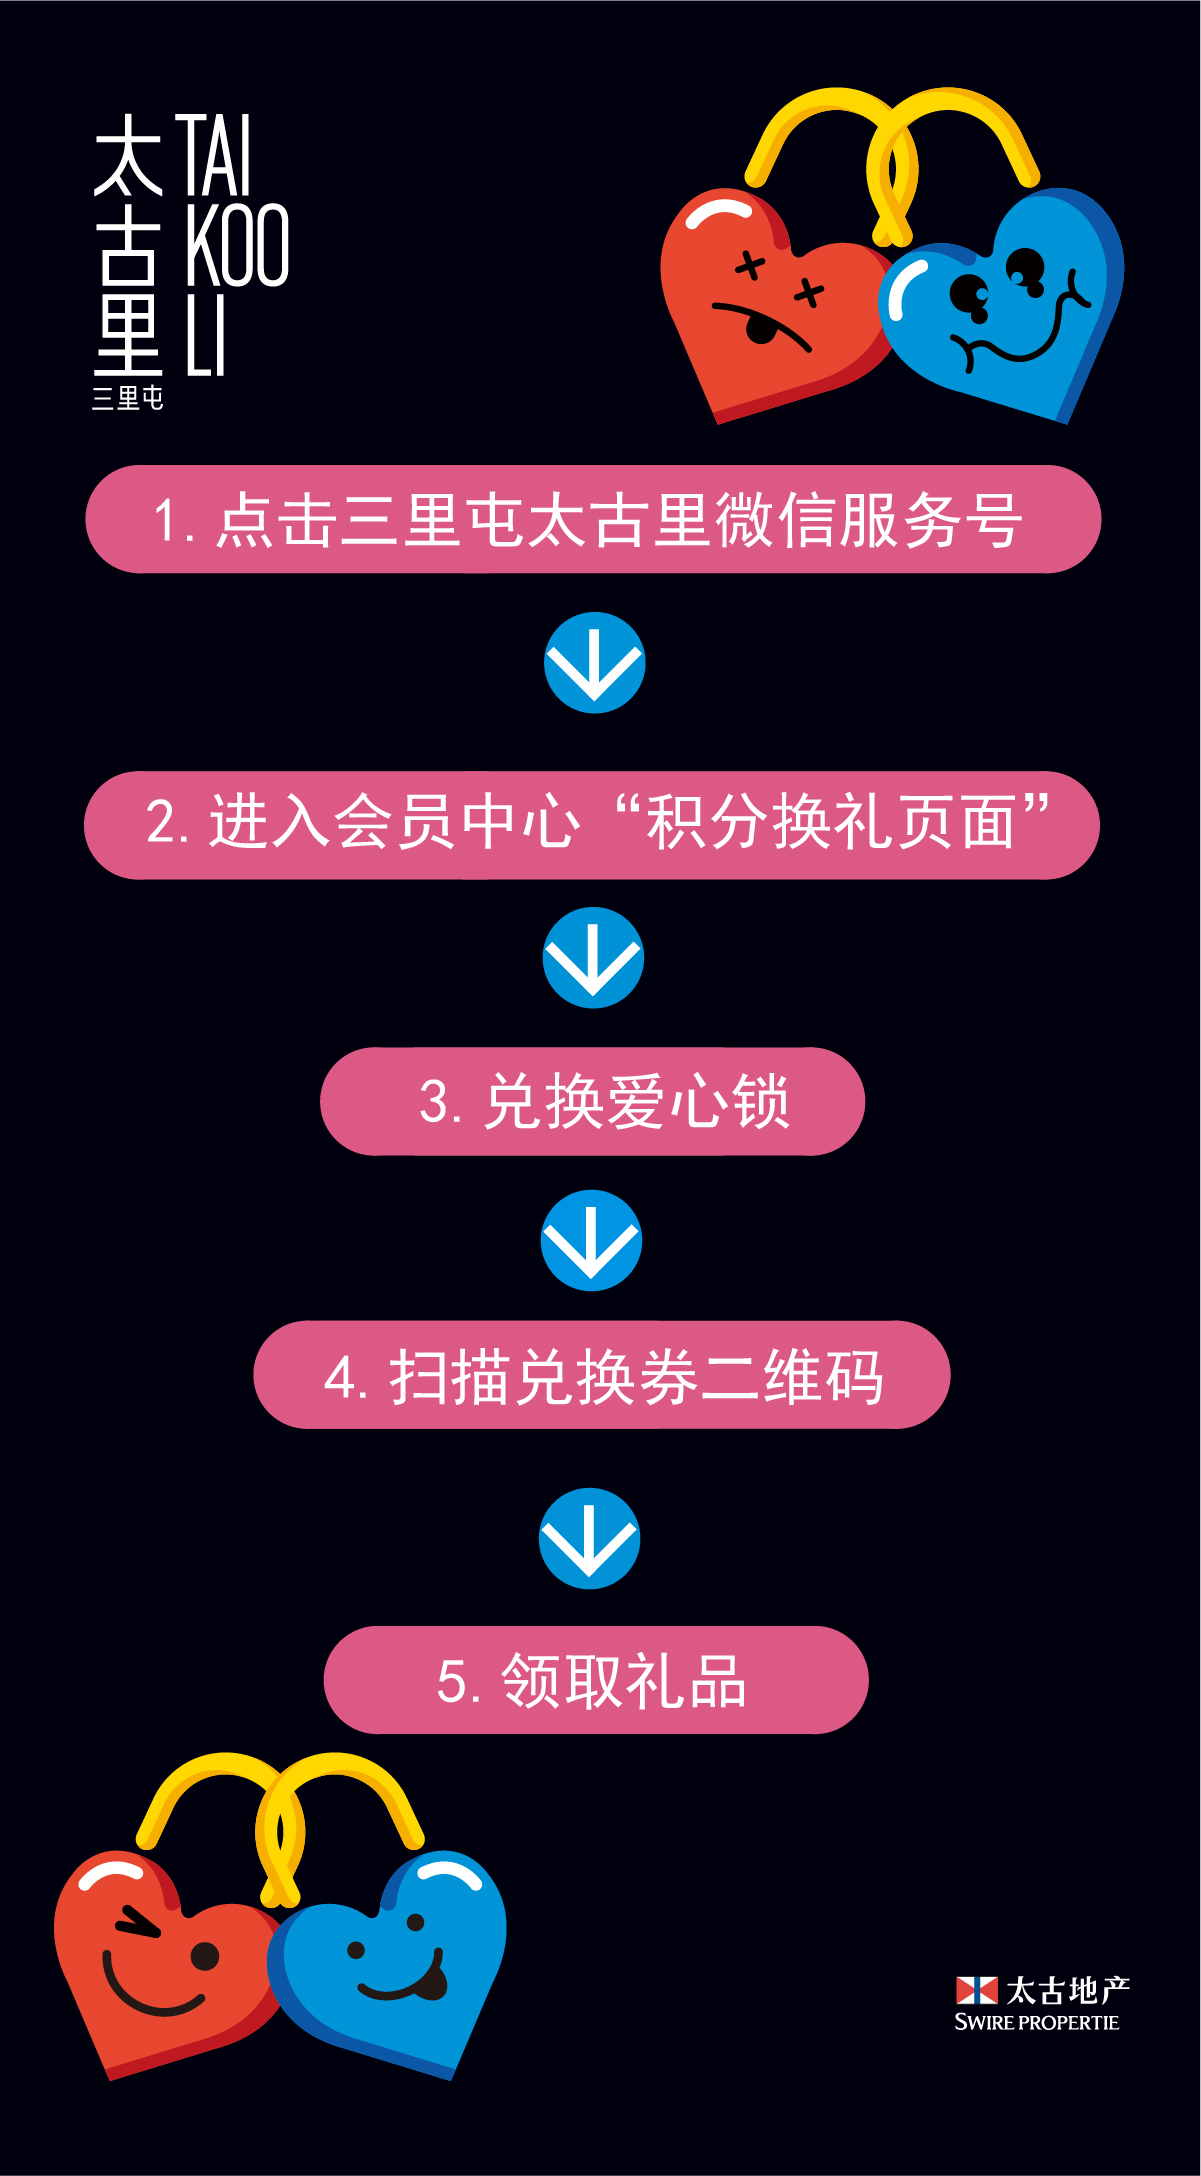 太 TAI
古 KOO
里 LI
三里屯
1.点击三里屯太古里微信服务号
2.进入会员中心“积分换礼页面”
3.兑换爱心锁
4.扫描兑换券二维码
5.领取礼品
太古地产
SWIRE PROPERTIE